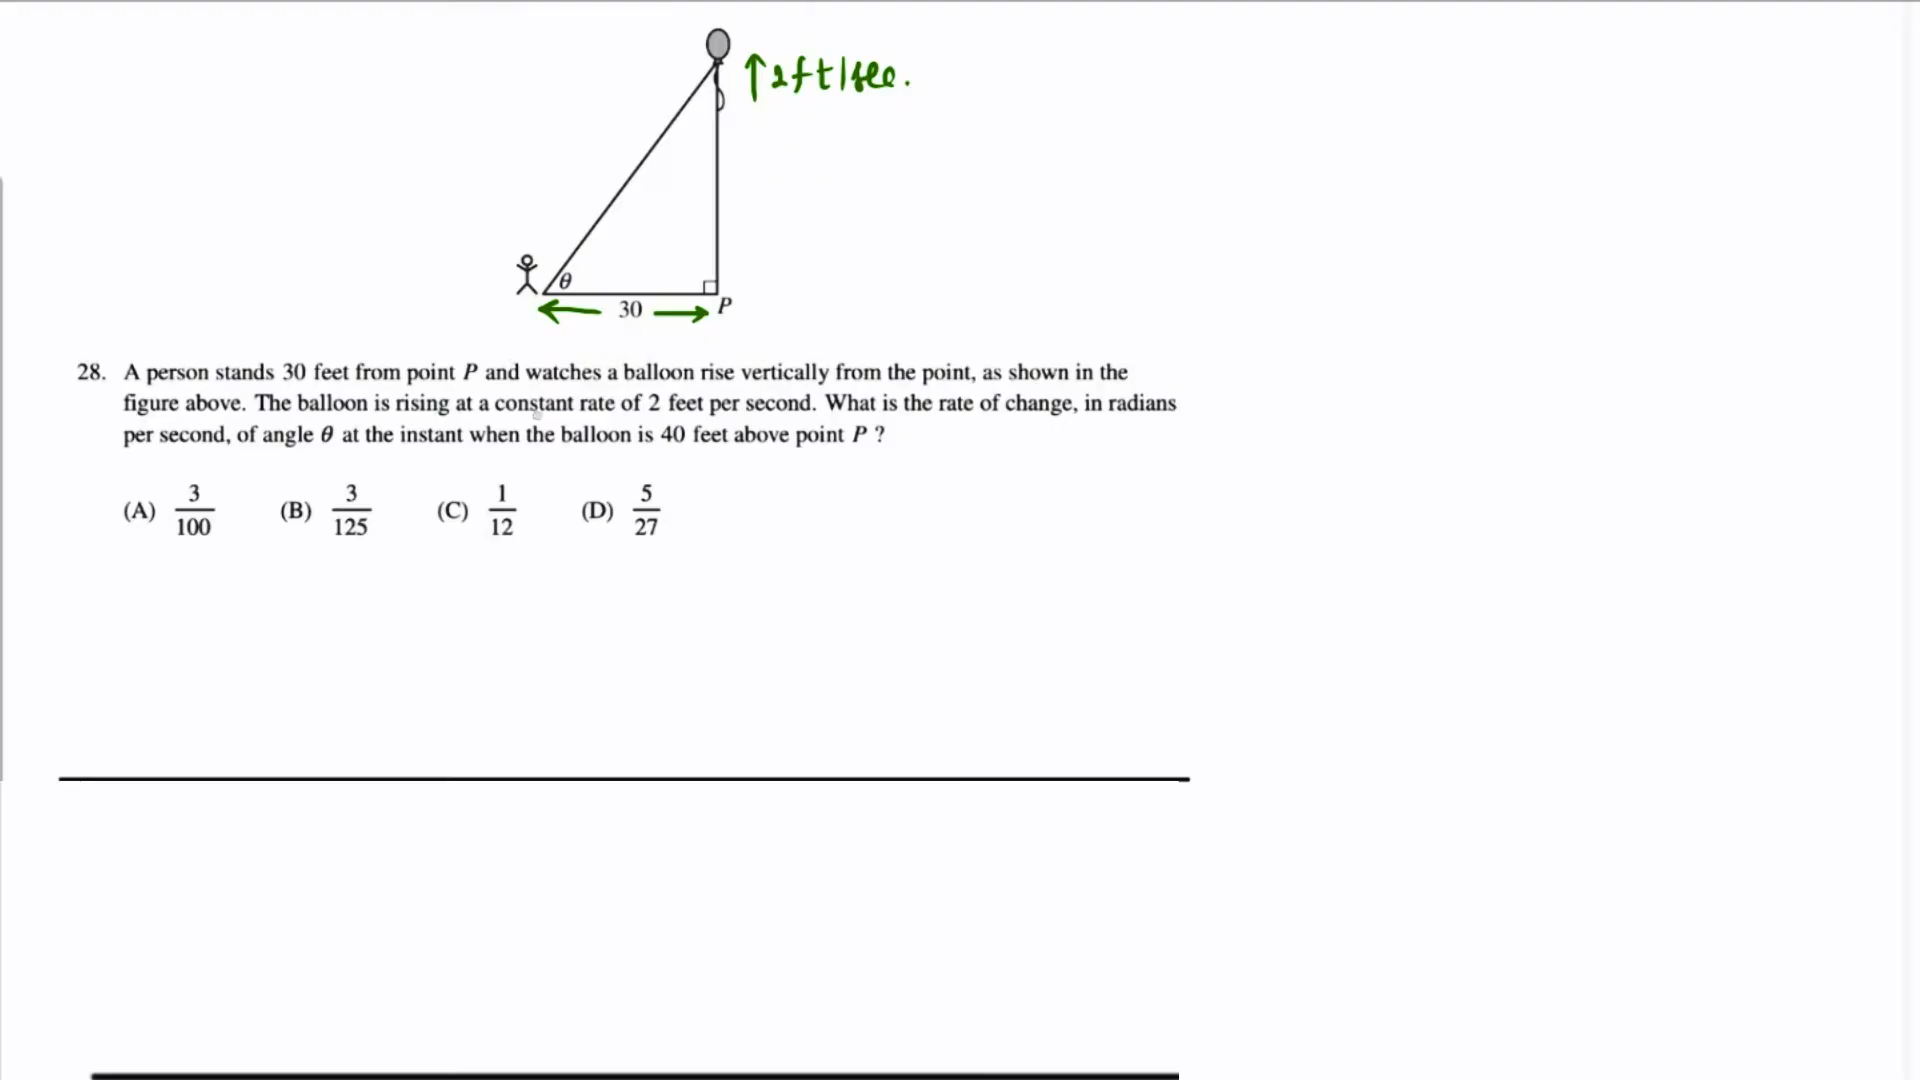 ↑2ft/sec.
θ
30 P
28. A person stands 30 feet from point P and watches a balloon rise vertically from the point, as shown in the
figure above. The balloon is rising at a constant rate of 2 feet per second. What is the rate of change, in radians
per second, of angle θ at the instant when the balloon is 40 feet above point P ?
(A) 3/100 (B) 3/125 (C) 1/12 (D) 5/27